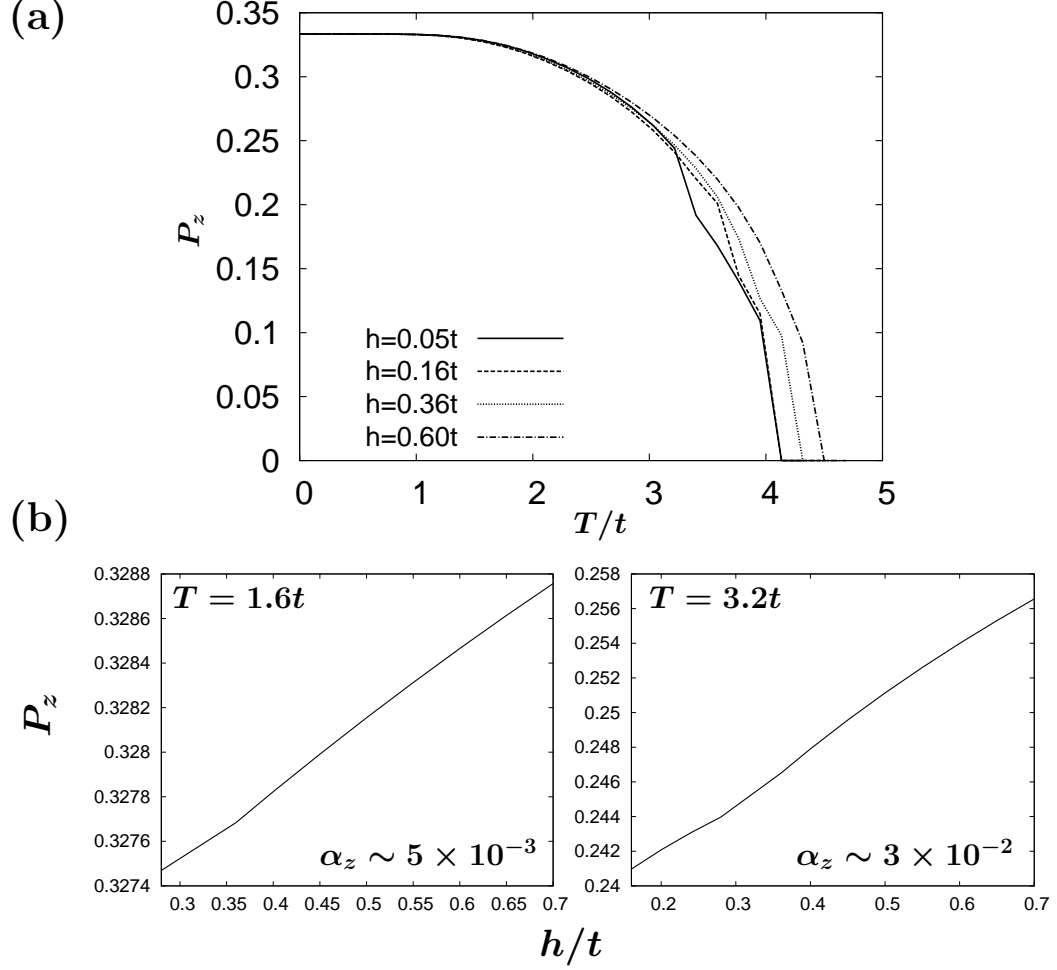 (a)
0.35
0.3
0.25
0.2
0.15
0.1
0.05
0
P_z
h=0.05t
h=0.16t
h=0.36t
h=0.60t
0 1 2 3 4 5
T/t
(b)
T = 1.6t
0.3288
0.3286
0.3284
0.3282
0.328
0.3278
0.3276
0.3274
α_z ∼ 5 × 10⁻³
0.3 0.35 0.4 0.45 0.5 0.55 0.6 0.65 0.7
T = 3.2t
0.258
0.256
0.254
0.252
0.25
0.248
0.246
0.244
0.242
0.24
α_z ∼ 3 × 10⁻²
0.2 0.3 0.4 0.5 0.6 0.7
P_z
h/t